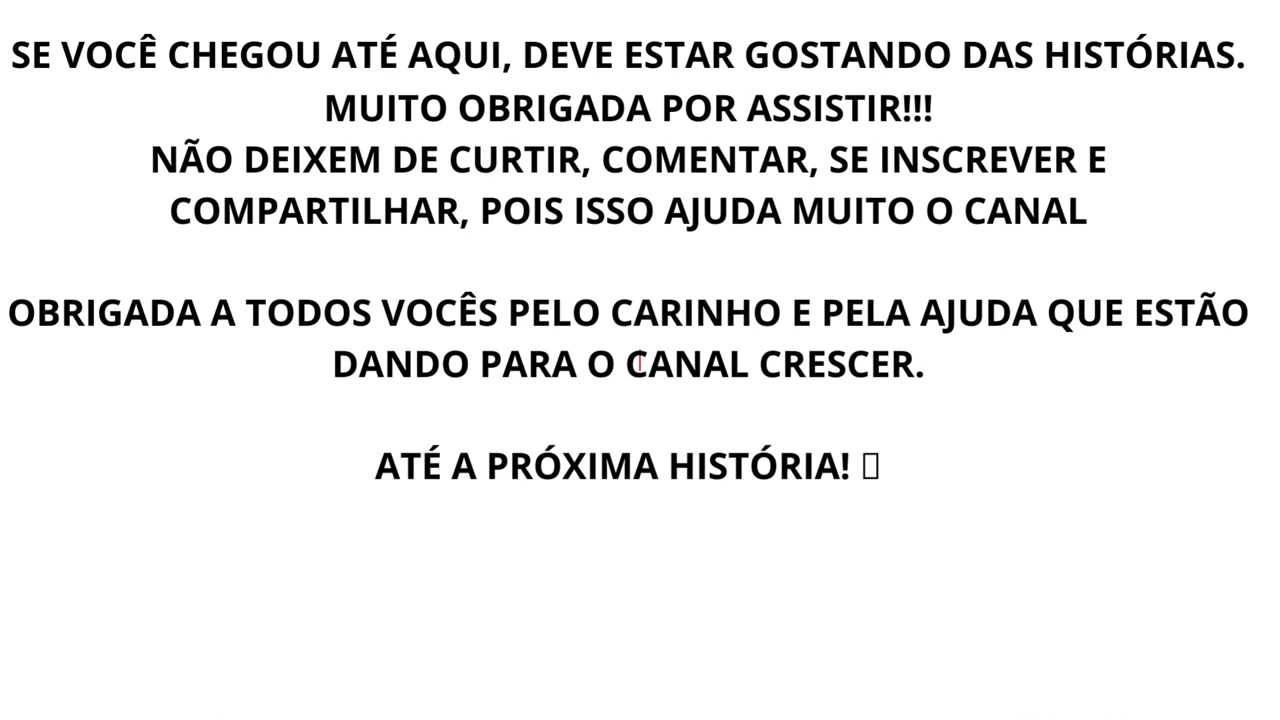 SE VOCÊ CHEGOU ATÉ AQUI, DEVE ESTAR GOSTANDO DAS HISTÓRIAS.
MUITO OBRIGADA POR ASSISTIR!!!
NÃO DEIXEM DE CURTIR, COMENTAR, SE INSCREVER E
COMPARTILHAR, POIS ISSO AJUDA MUITO O CANAL
OBRIGADA A TODOS VOCÊS PELO CARINHO E PELA AJUDA QUE ESTÃO
DANDO PARA O CANAL CRESCER.
ATÉ A PRÓXIMA HISTÓRIA!